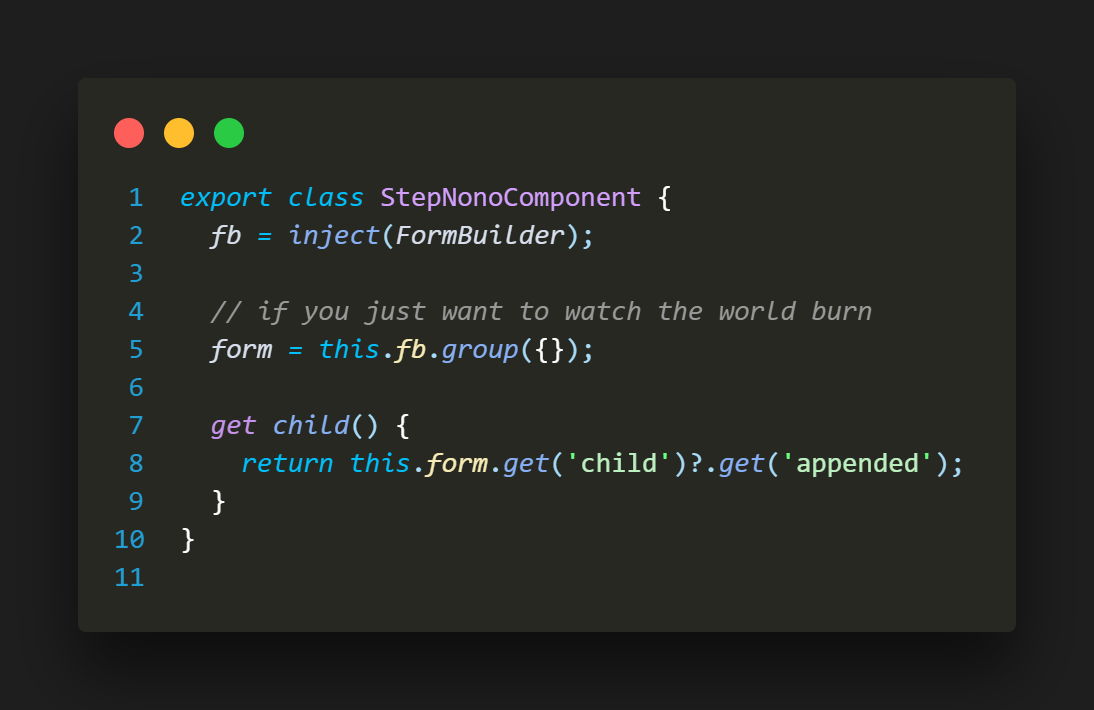 1 export class StepNonoComponent {
2   fb = inject(FormBuilder);
3
4   // if you just want to watch the world burn
5   form = this.fb.group({});
6
7   get child() {
8     return this.form.get('child')?.get('appended');
9   }
10 }
11